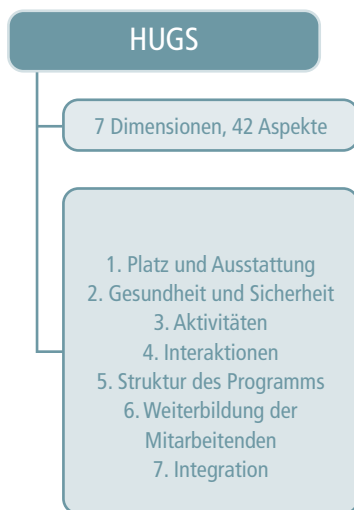 HUGS
7 Dimensionen, 42 Aspekte
1. Platz und Ausstattung
2. Gesundheit und Sicherheit
3. Aktivitäten
4. Interaktionen
5. Struktur des Programms
6. Weiterbildung der
Mitarbeitenden
7. Integration